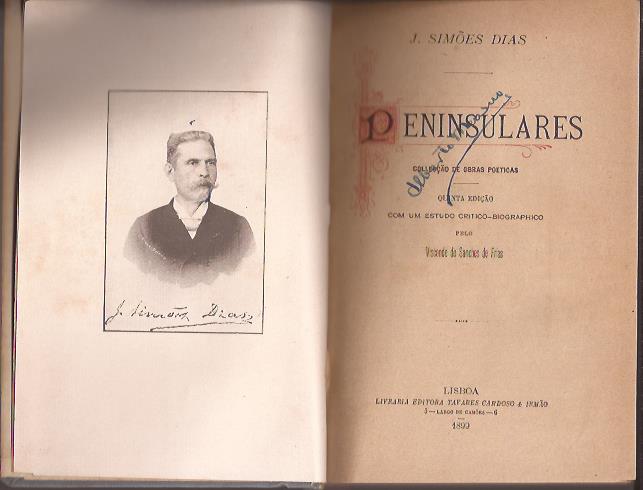 J. Simões Dias
J. SIMÕES DIAS
PENINSULARES
COLLECÇÃO DE OBRAS POETICAS
QUINTA EDIÇÃO
COM UM ESTUDO CRITICO-BIOGRAPHICO
PELO
Visconde de Sanches de Frias
LISBOA
LIVRARIA EDITORA TAVARES CARDOSO & IRMÃO
5 — LARGO DE CAMÕES — 6
1899